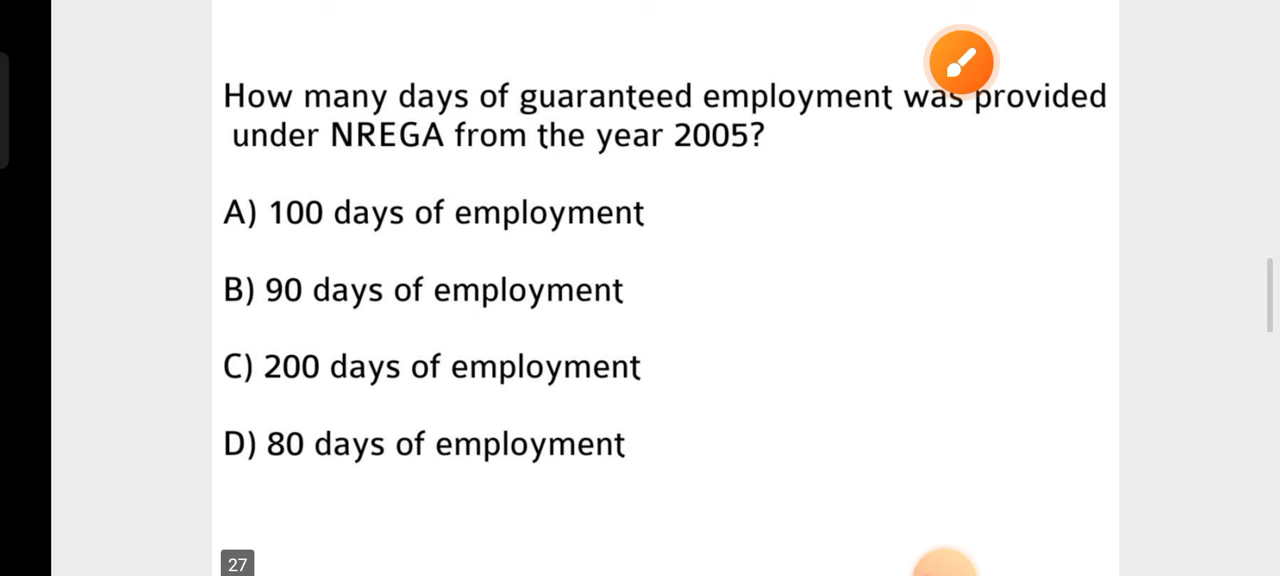 How many days of guaranteed employment was provided
under NREGA from the year 2005?
A) 100 days of employment
B) 90 days of employment
C) 200 days of employment
D) 80 days of employment
27